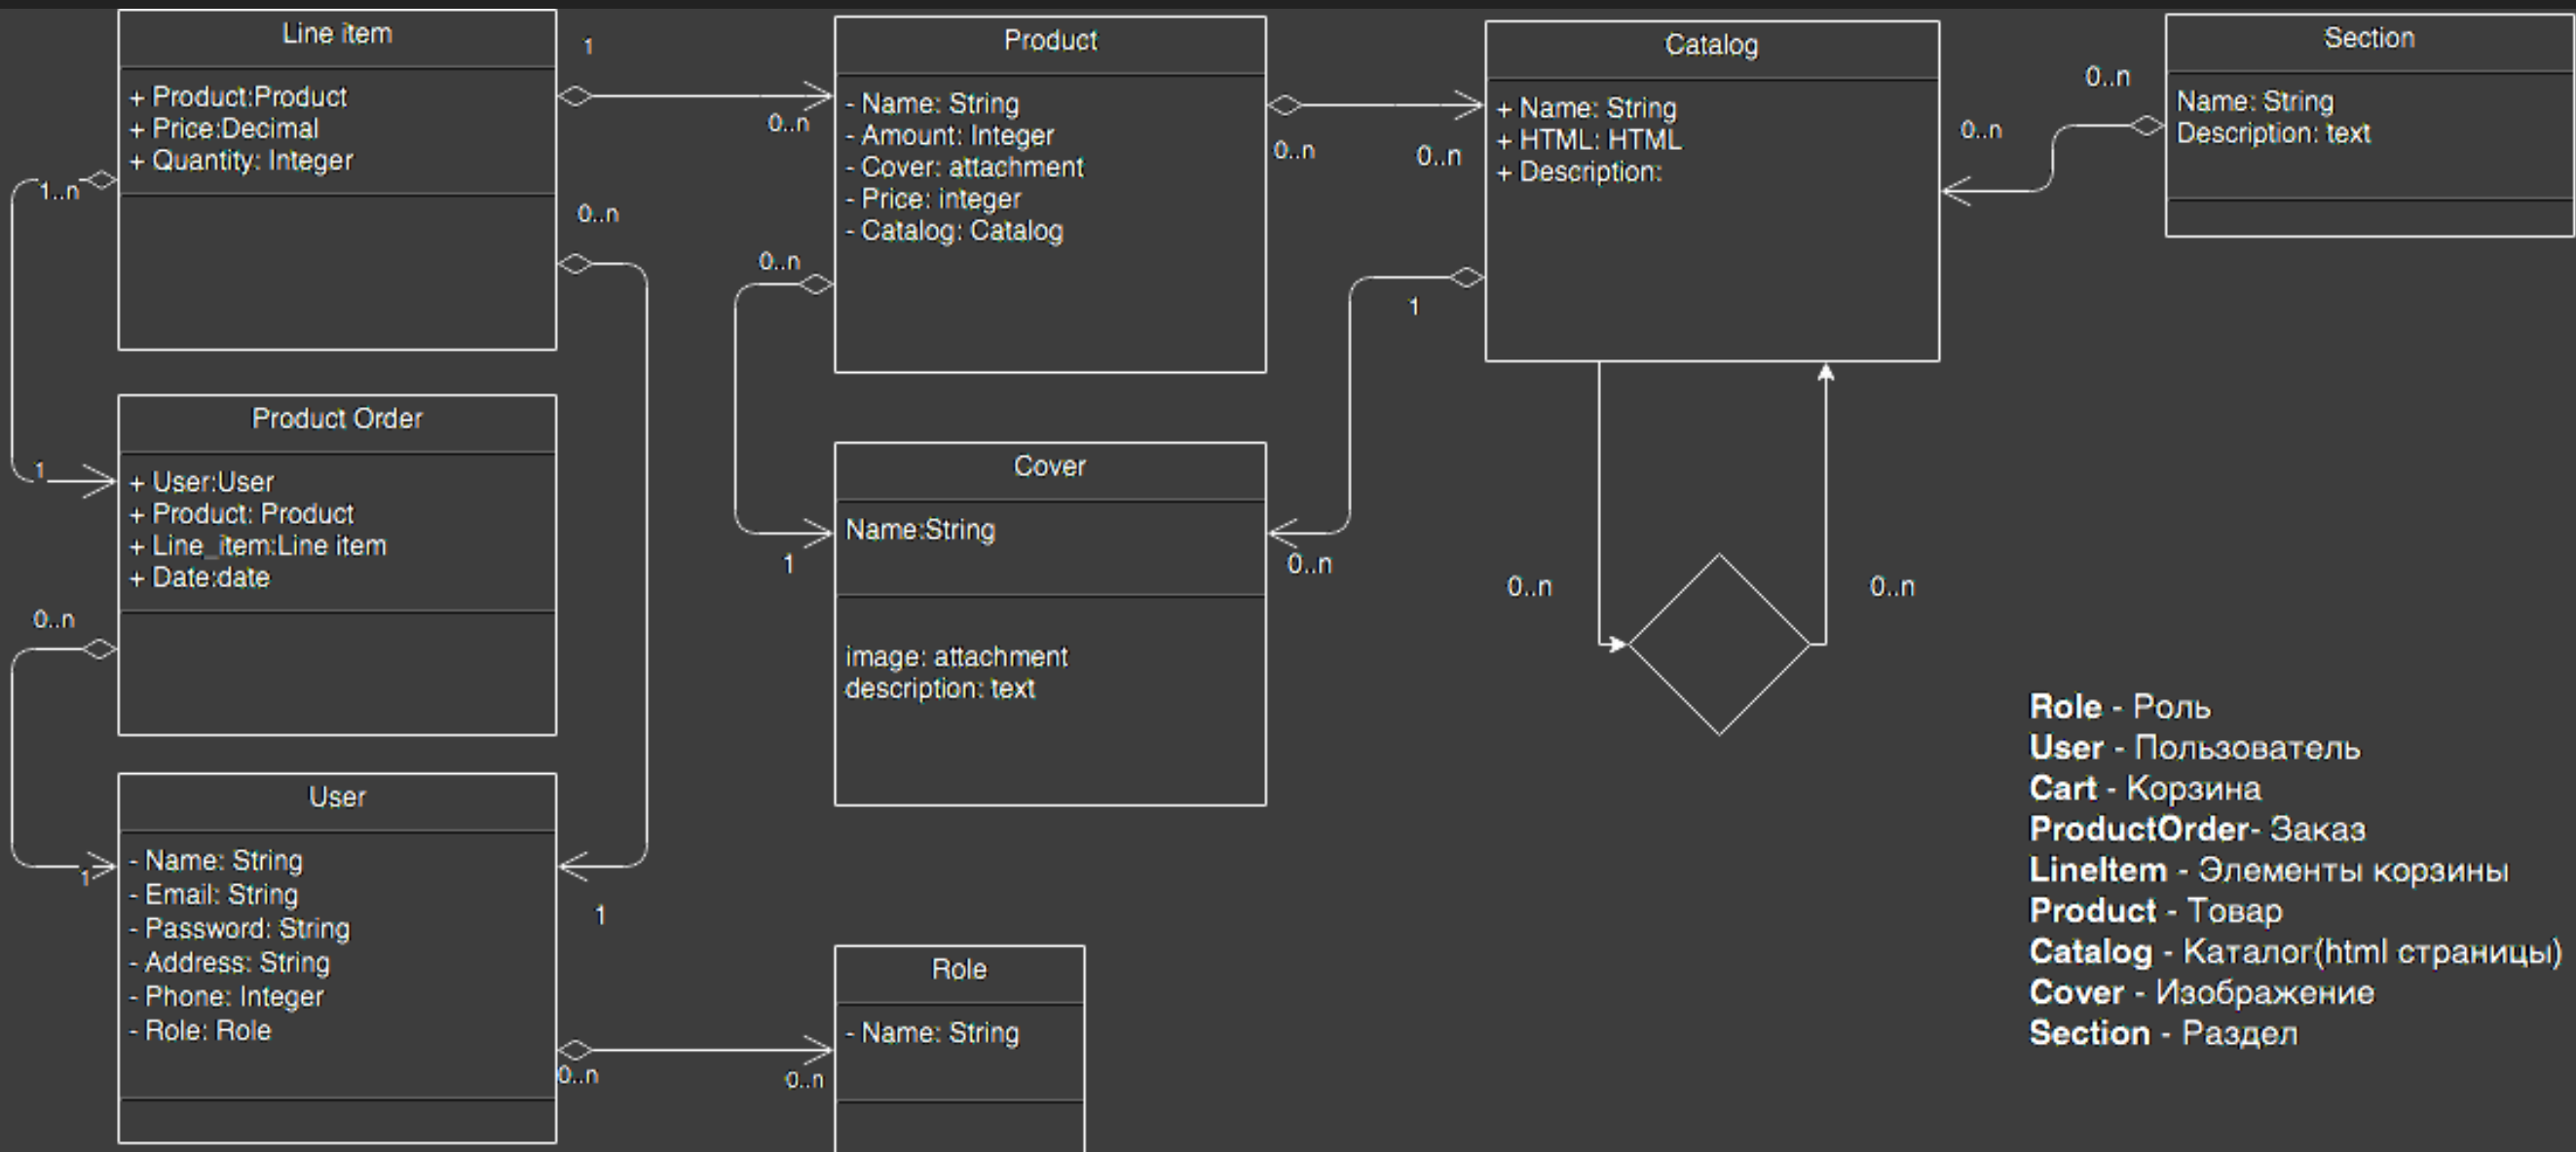 Line item
+ Product:Product
+ Price:Decimal
+ Quantity: Integer
1
0..n
1..n
0..n
Product
- Name: String
- Amount: Integer
- Cover: attachment
- Price: integer
- Catalog: Catalog
0..n
0..n
0..n
Catalog
+ Name: String
+ HTML: HTML
+ Description:
1
0..n
0..n
Section
Name: String
Description: text
Product Order
+ User:User
+ Product: Product
+ Line_item:Line item
+ Date:date
1
0..n
Cover
Name:String
image: attachment
description: text
1
0..n
0..n
0..n
User
- Name: String
- Email: String
- Password: String
- Address: String
- Phone: Integer
- Role: Role
1
1
0..n
0..n
Role
- Name: String
Role - Роль
User - Пользователь
Cart - Корзина
ProductOrder- Заказ
LineItem - Элементы корзины
Product - Товар
Catalog - Каталог(html страницы)
Cover - Изображение
Section - Раздел